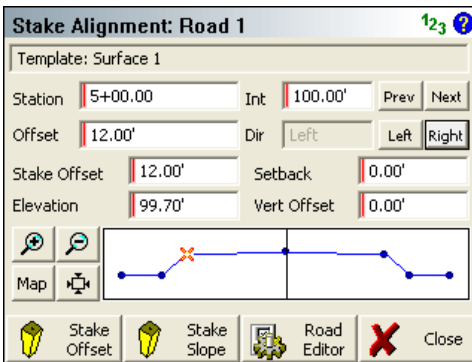 Stake Alignment: Road 1 123 ?
Template: Surface 1
Station 5+00.00 Int 100.00' Prev Next
Offset 12.00' Dir Left Left Right
Stake Offset 12.00' Setback 0.00'
Elevation 99.70' Vert Offset 0.00'
Map
Stake Offset Stake Slope Road Editor Close